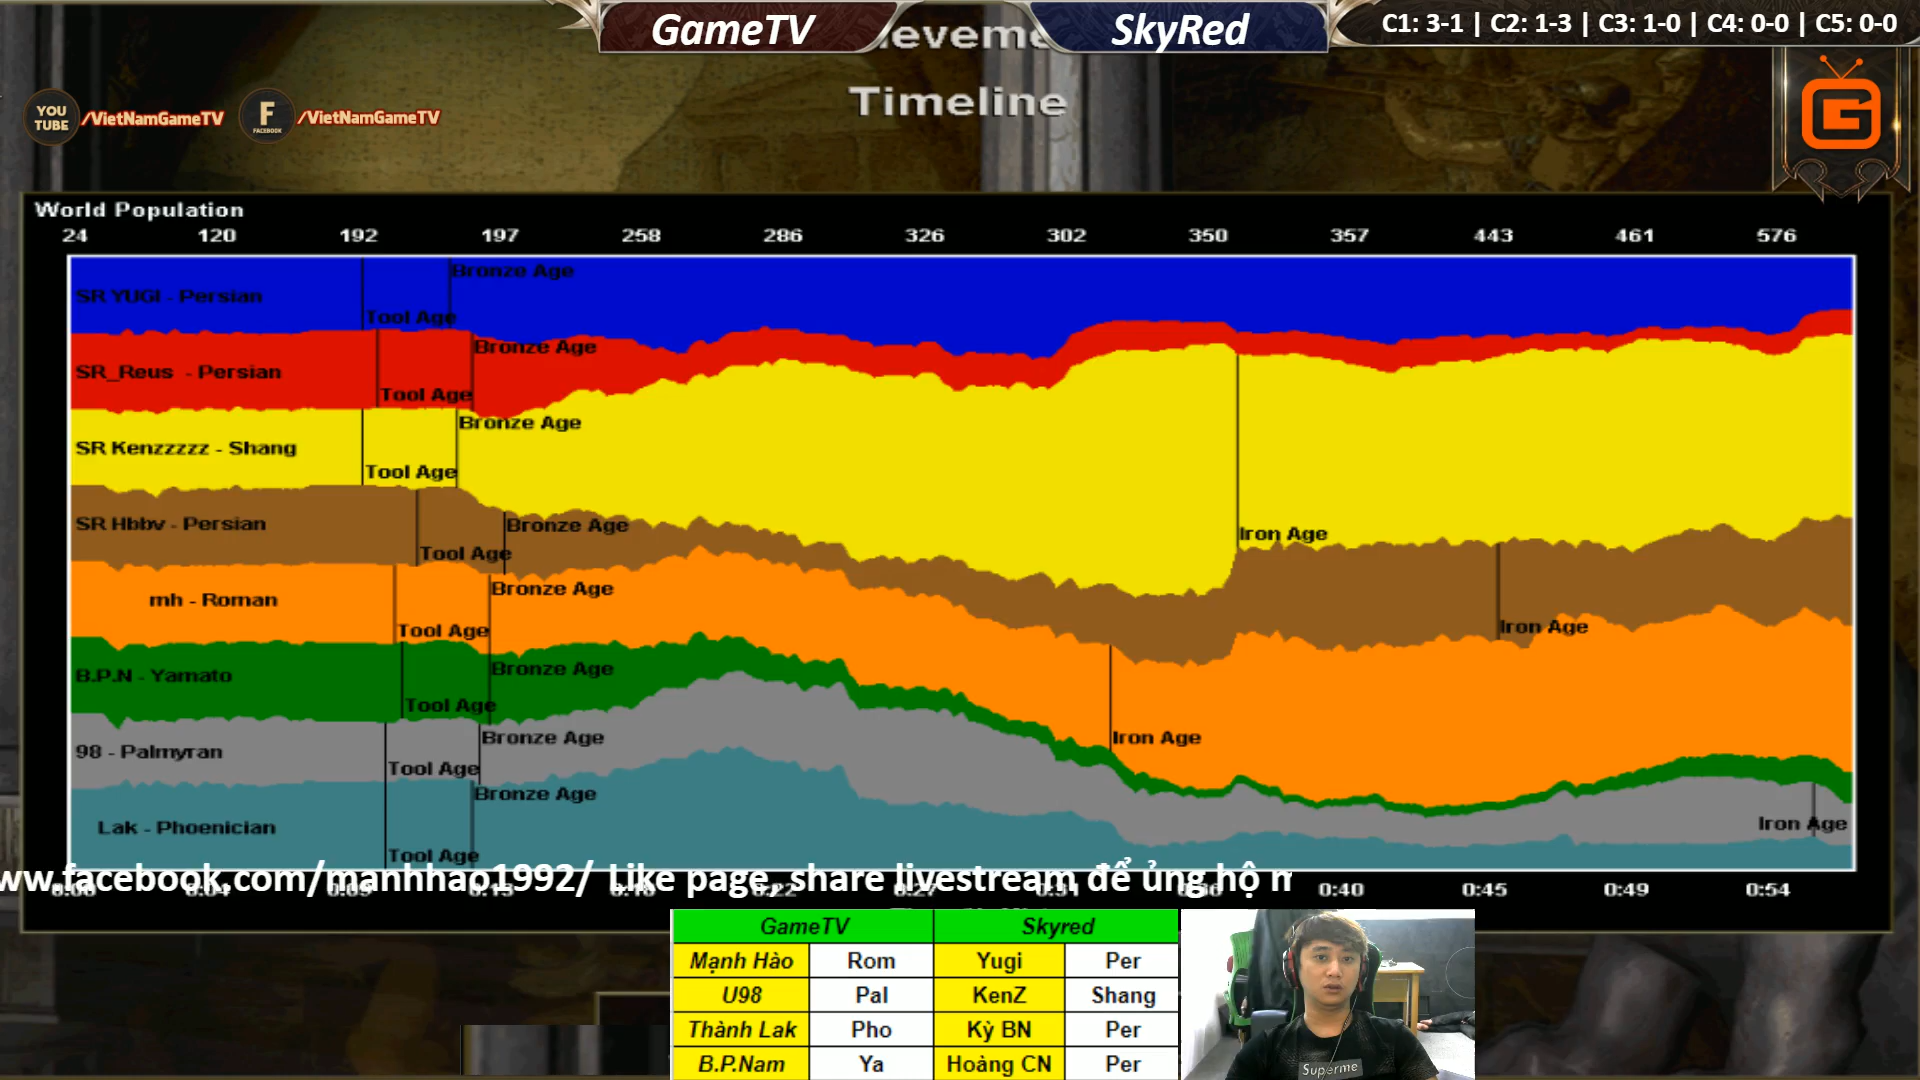 GameTV
SkyRed
C1: 3-1 | C2: 1-3 | C3: 1-0 | C4: 0-0 | C5: 0-0
Timeline
YOU TUBE /VietNamGameTV
F FACEBOOK /VietNamGameTV
G
World Population
24 120 192 197 258 286 326 302 350 357 443 461 576
Bronze Age
SR YUGI - Persian
Tool Age
Bronze Age
SR_Reus - Persian
Tool Age
Bronze Age
SR Kenzzzzz - Shang
Tool Age
SR Hbbv - Persian
Bronze Age
Iron Age
Tool Age
Bronze Age
mh - Roman
Tool Age
Iron Age
Bronze Age
B.P.N - Yamato
Tool Age
Bronze Age
Iron Age
98 - Palmyran
Tool Age
Bronze Age
Lak - Phoenician
Iron Age
Tool Age
ww.facebook.com/manhhao1992/ Like page, share livestream để ủng hộ
0:40 0:45 0:49 0:54
GameTV Skyred
Mạnh Hào Rom Yugi Per
U98 Pal KenZ Shang
Thành Lak Pho Kỳ BN Per
B.P.Nam Ya Hoàng CN Per
Superme